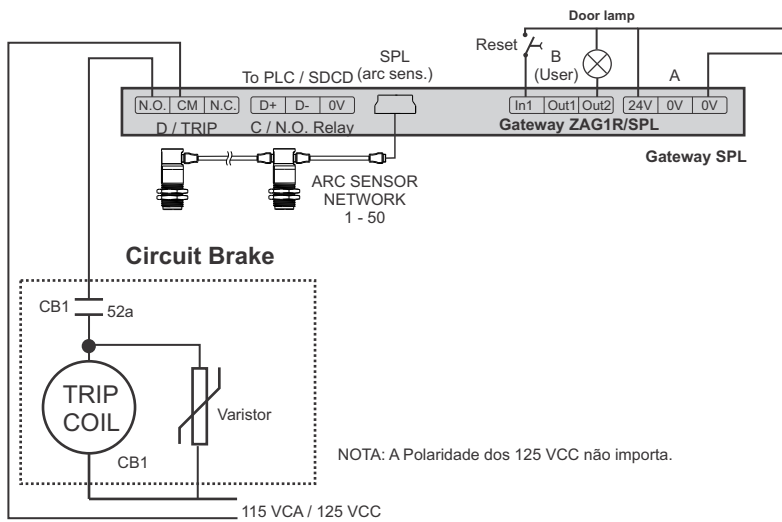 Door lamp
Reset
B
(User)
SPL
(arc sens.)
To PLC / SDCD
A
N.O. CM N.C.
D+ D- 0V
In1 Out1 Out2
24V 0V 0V
D / TRIP
C / N.O. Relay
Gateway ZAG1R/SPL
Gateway SPL
ARC SENSOR
NETWORK
1 - 50
Circuit Brake
CB1
52a
TRIP
COIL
Varistor
CB1
NOTA: A Polaridade dos 125 VCC não importa.
115 VCA / 125 VCC